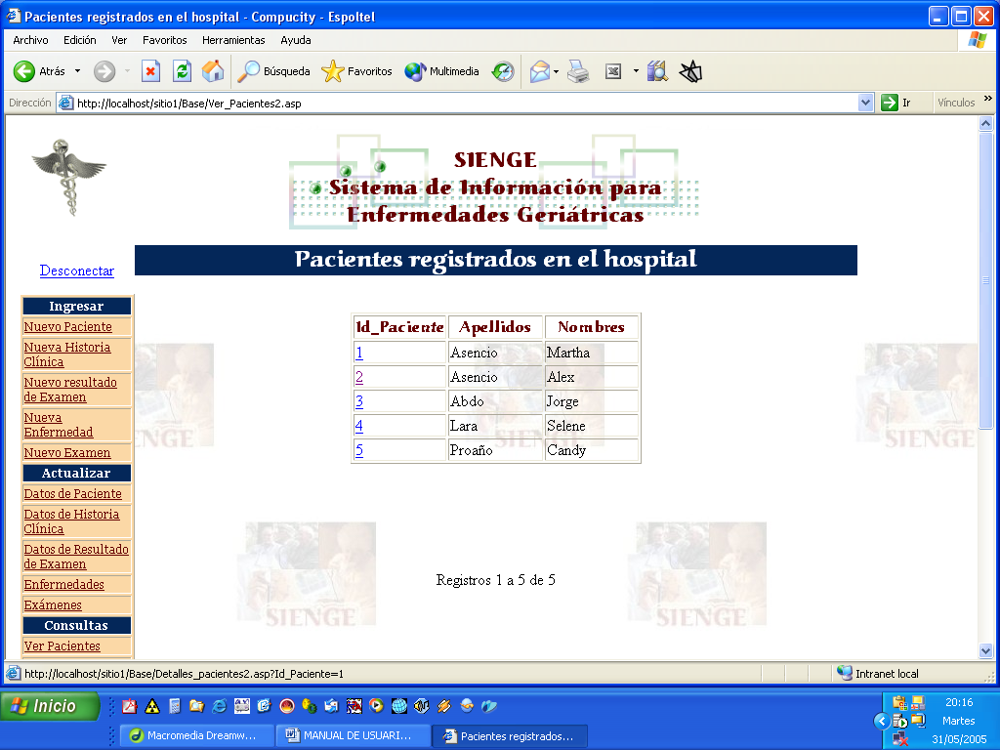 Pacientes registrados en el hospital - Compucity - Espoltel
Archivo Edición Ver Favoritos Herramientas Ayuda
Atrás Búsqueda Favoritos Multimedia
Dirección http://localhost/sitio1/Base/Ver_Pacientes2.asp Ir Vínculos »
SIENGE
Sistema de Información para
Enfermedades Geriátricas
Pacientes registrados en el hospital
Desconectar
Ingresar
Nuevo Paciente
Nueva Historia
Clínica
Nuevo resultado
de Examen
Nueva
Enfermedad
Nuevo Examen
Actualizar
Datos de Paciente
Datos de Historia
Clínica
Datos de Resultado
de Examen
Enfermedades
Exámenes
Consultas
Ver Pacientes
Id_Paciente Apellidos Nombres
1 Asencio Martha
2 Asencio Alex
3 Abdo Jorge
4 Lara Selene
5 Proaño Candy
SIENGE
SIENGE
SIENGE
Registros 1 a 5 de 5
SIENGE
SIENGE
http://localhost/sitio1/Base/Detalles_pacientes2.asp?Id_Paciente=1 Intranet local
Inicio
Macromedia Dreamw... MANUAL DE USUARI... Pacientes registrados...
20:16
Martes
31/05/2005